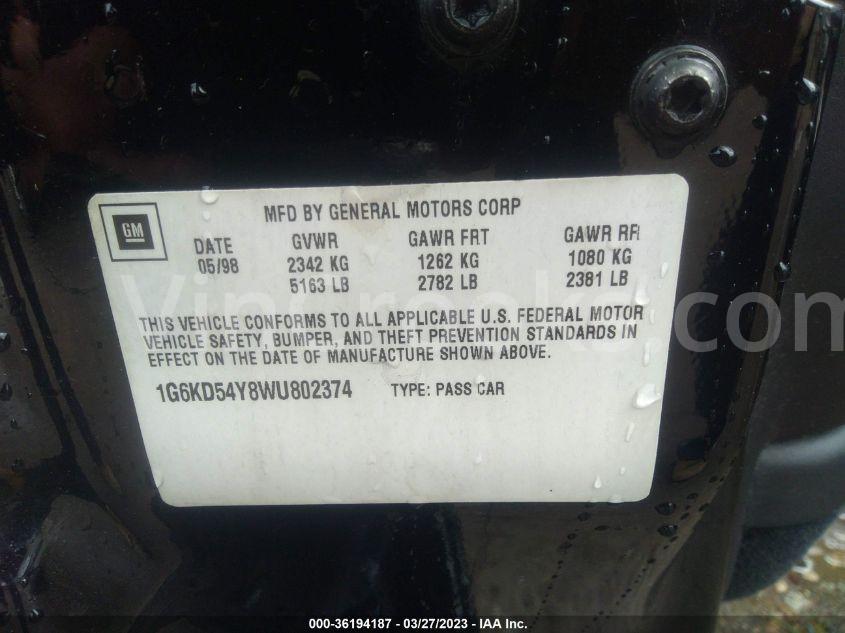 MFD BY GENERAL MOTORS CORP
GM
DATE GVWR GAWR FRT GAWR RR
05/98 2342 KG 1262 KG 1080 KG
5163 LB 2782 LB 2381 LB
THIS VEHICLE CONFORMS TO ALL APPLICABLE U.S. FEDERAL MOTOR
VEHICLE SAFETY, BUMPER, AND THEFT PREVENTION STANDARDS IN
EFFECT ON THE DATE OF MANUFACTURE SHOWN ABOVE.
1G6KD54Y8WU802374 TYPE: PASS CAR
000-36194187 - 03/27/2023 - IAA Inc.